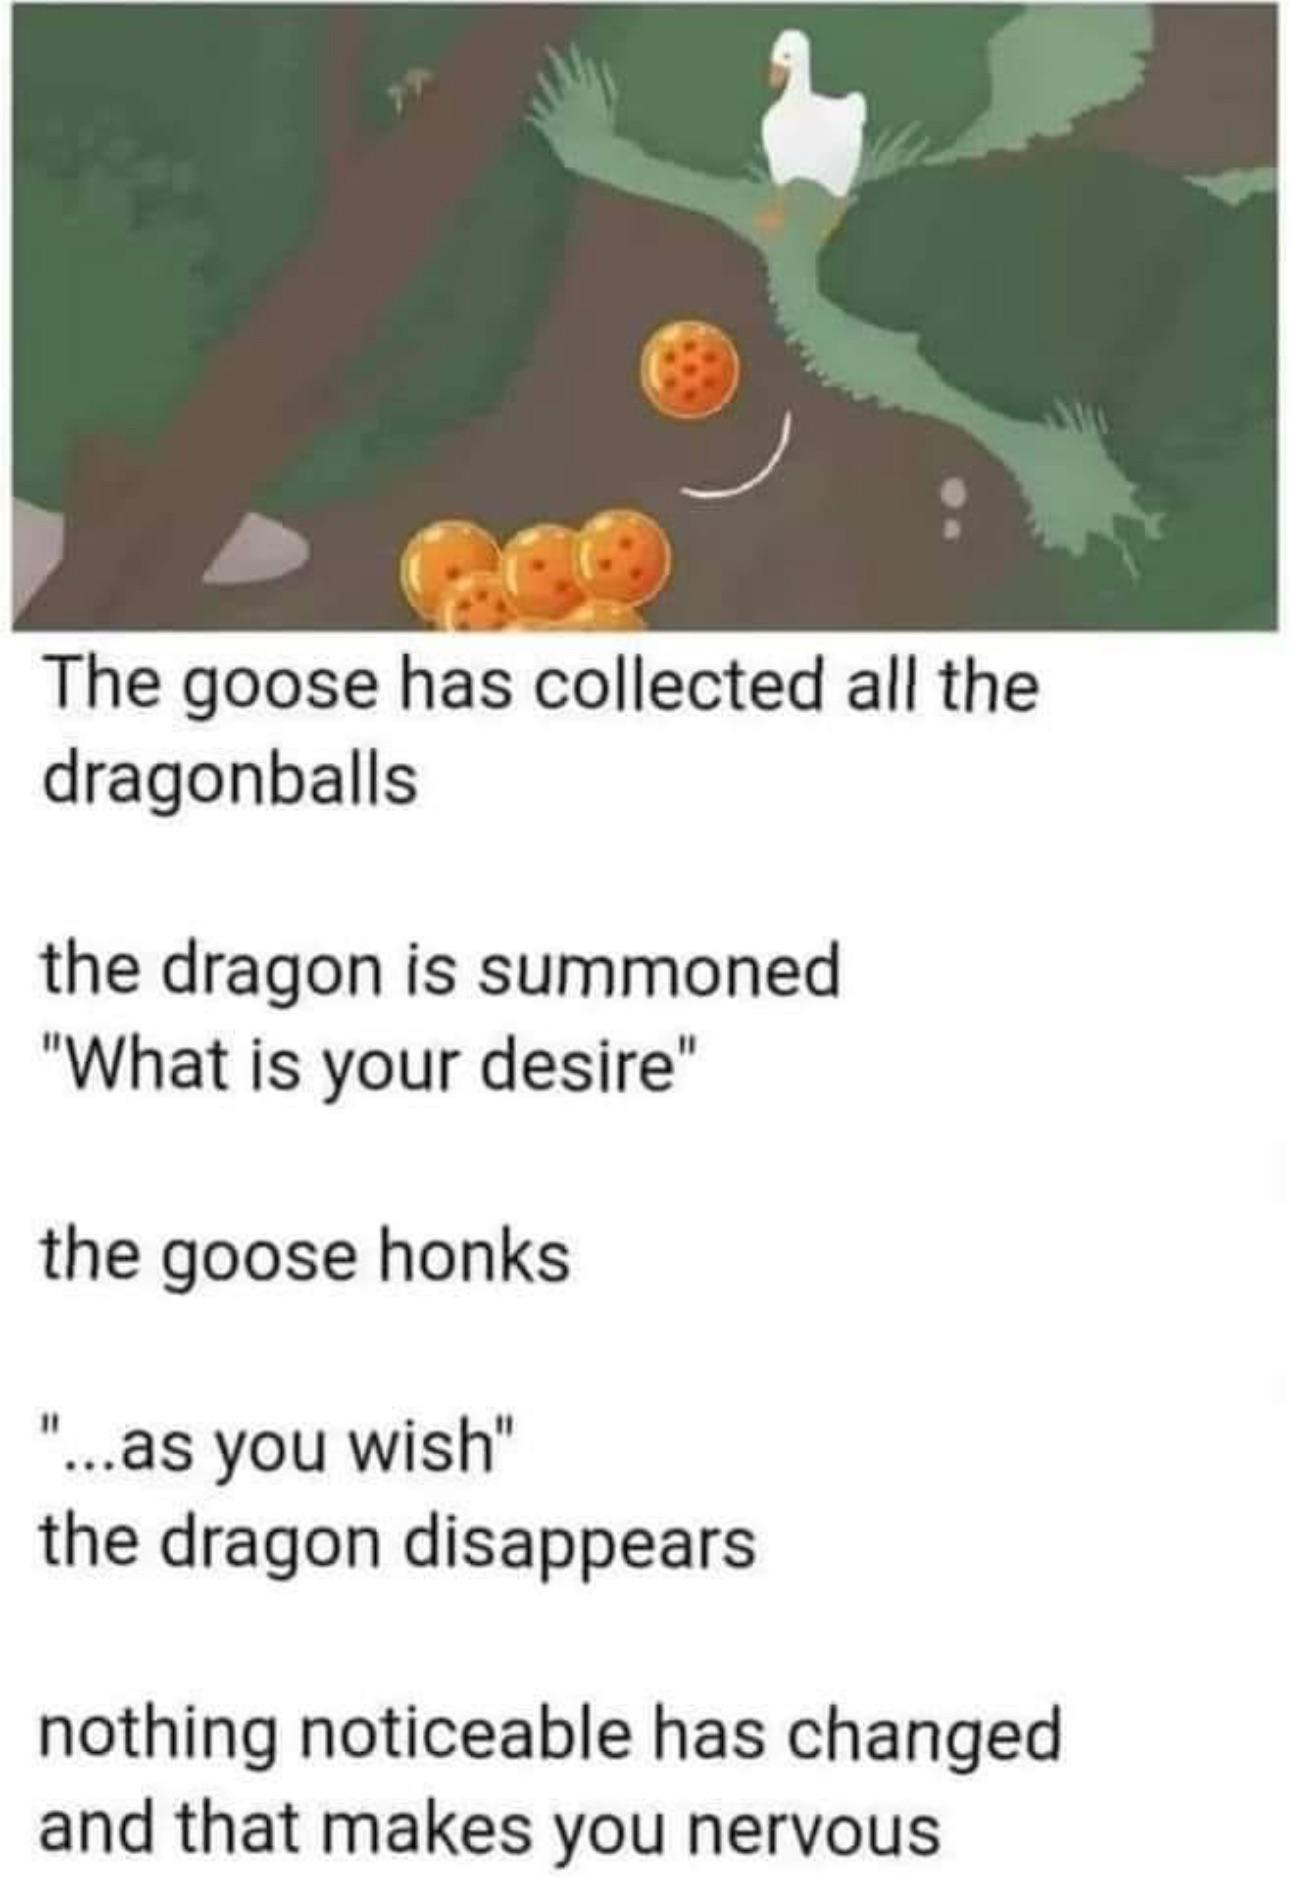 The goose has collected all the
dragonballs
the dragon is summoned
"What is your desire"
the goose honks
"...as you wish"
the dragon disappears
nothing noticeable has changed
and that makes you nervous